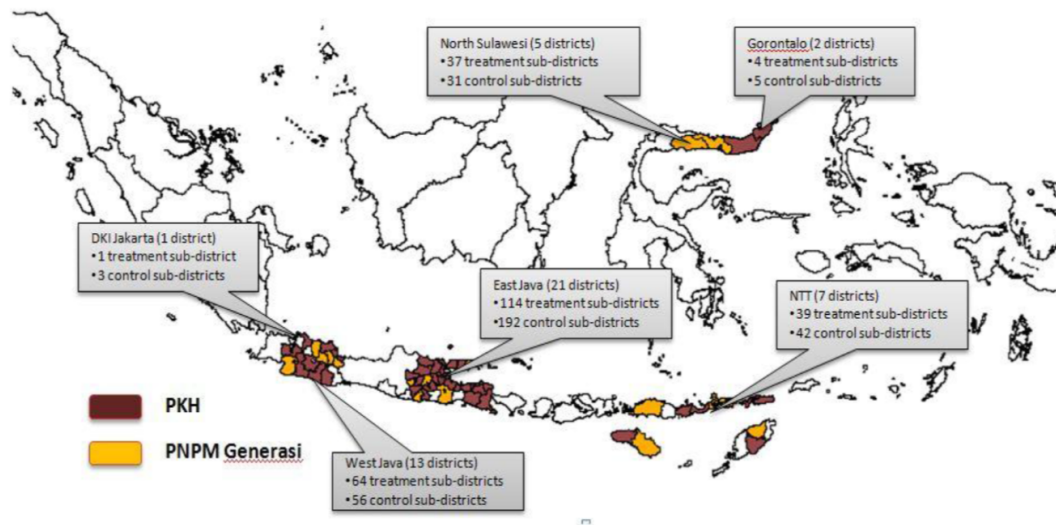 North Sulawesi (5 districts)
•37 treatment sub-districts
•31 control sub-districts
Gorontalo (2 districts)
•4 treatment sub-districts
•5 control sub-districts
DKI Jakarta (1 district)
•1 treatment sub-district
•3 control sub-districts
East Java (21 districts)
•114 treatment sub-districts
•192 control sub-districts
NTT (7 districts)
•39 treatment sub-districts
•42 control sub-districts
PKH
PNPM Generasi
West Java (13 districts)
•64 treatment sub-districts
•56 control sub-districts